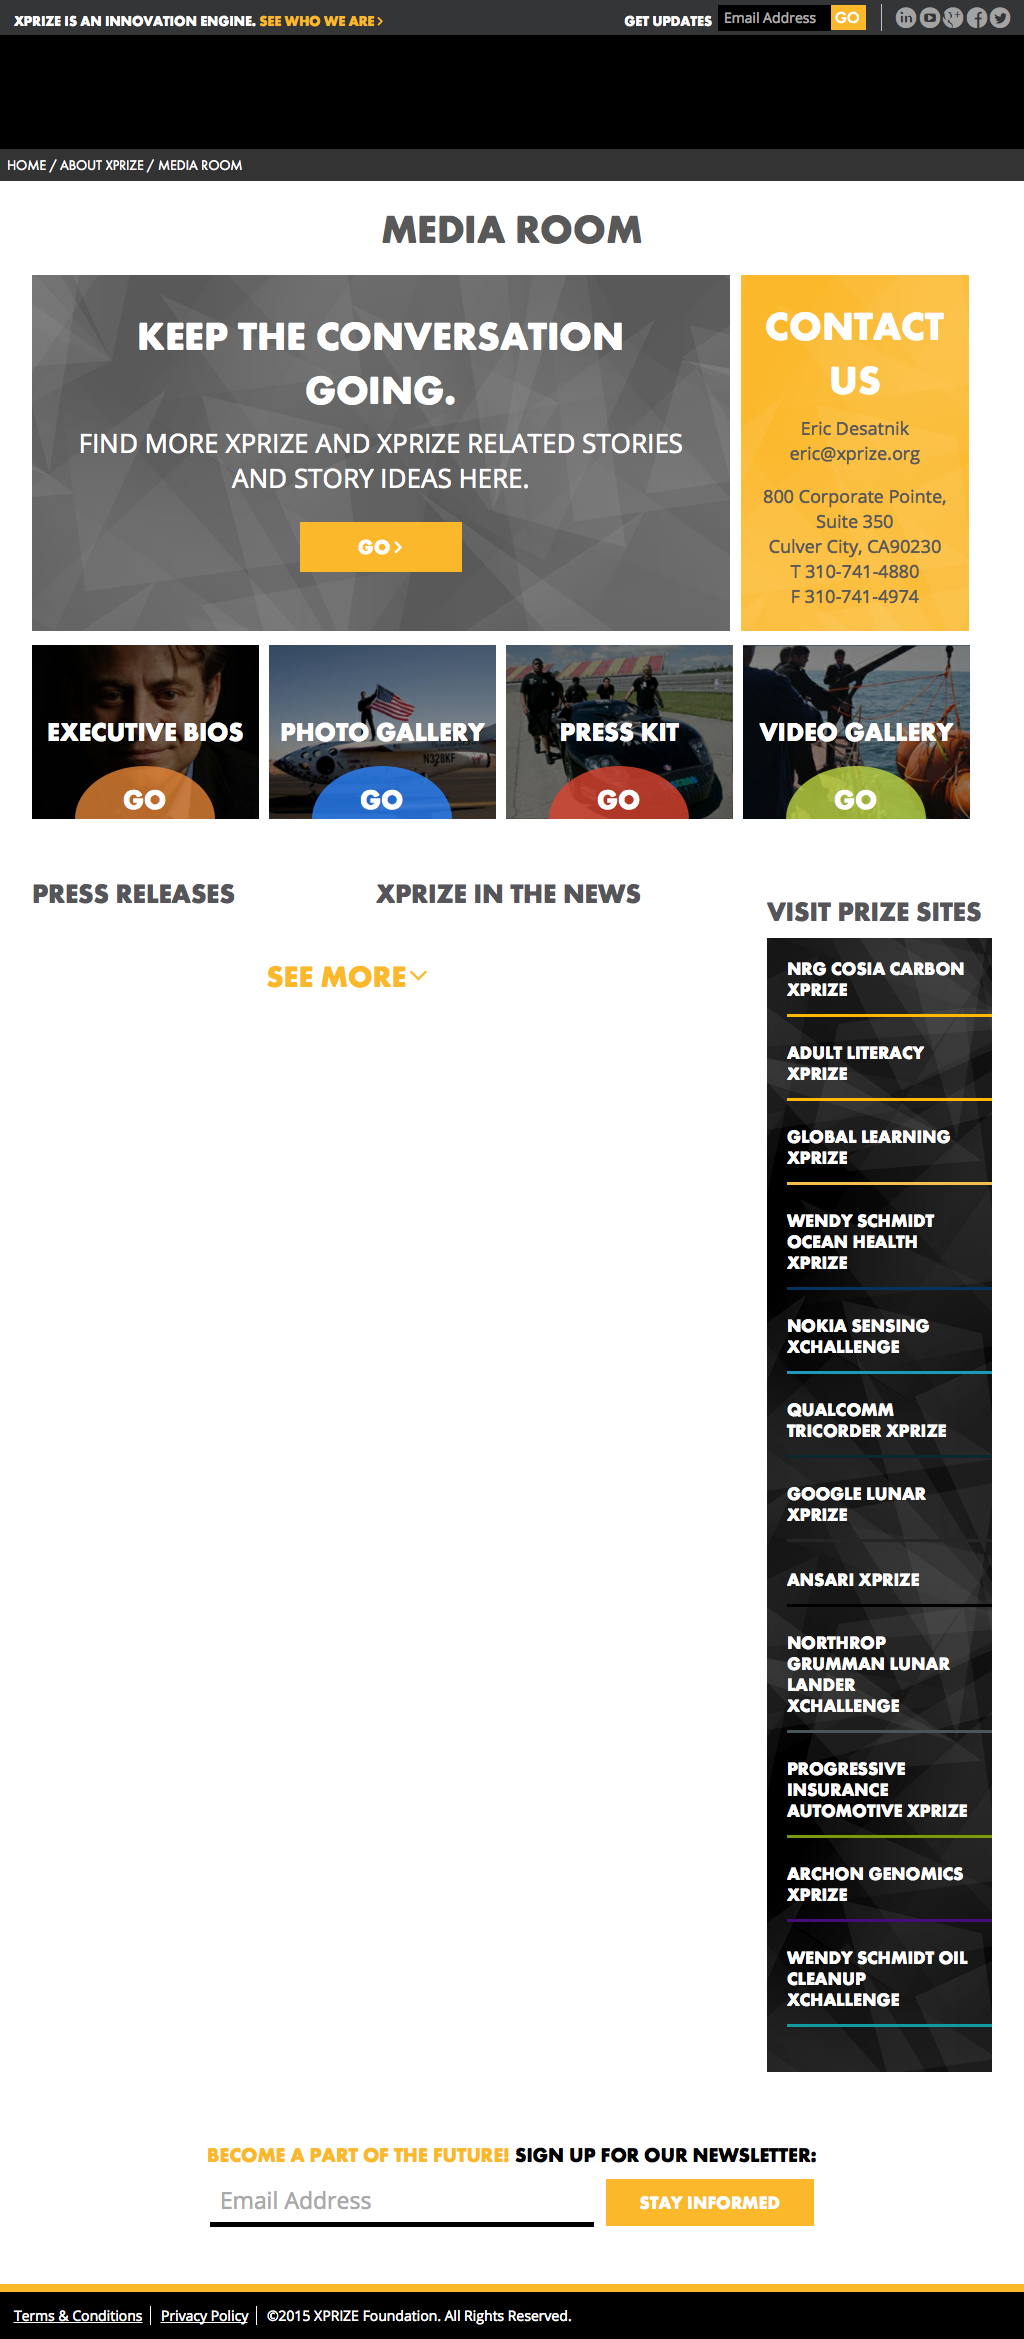 XPRIZE IS AN INNOVATION ENGINE. SEE WHO WE ARE >
GET UPDATES Email Address GO
HOME / ABOUT XPRIZE / MEDIA ROOM
MEDIA ROOM
KEEP THE CONVERSATION
GOING.
FIND MORE XPRIZE AND XPRIZE RELATED STORIES
AND STORY IDEAS HERE.
GO >
CONTACT
US
Eric Desatnik
eric@xprize.org
800 Corporate Pointe,
Suite 350
Culver City, CA90230
T 310-741-4880
F 310-741-4974
EXECUTIVE BIOS
GO
PHOTO GALLERY
N328KF
GO
PRESS KIT
GO
VIDEO GALLERY
GO
PRESS RELEASES
XPRIZE IN THE NEWS
SEE MORE
VISIT PRIZE SITES
NRG COSIA CARBON
XPRIZE
ADULT LITERACY
XPRIZE
GLOBAL LEARNING
XPRIZE
WENDY SCHMIDT
OCEAN HEALTH
XPRIZE
NOKIA SENSING
XCHALLENGE
QUALCOMM
TRICORDER XPRIZE
GOOGLE LUNAR
XPRIZE
ANSARI XPRIZE
NORTHROP
GRUMMAN LUNAR
LANDER
XCHALLENGE
PROGRESSIVE
INSURANCE
AUTOMOTIVE XPRIZE
ARCHON GENOMICS
XPRIZE
WENDY SCHMIDT OIL
CLEANUP
XCHALLENGE
BECOME A PART OF THE FUTURE! SIGN UP FOR OUR NEWSLETTER:
Email Address
STAY INFORMED
Terms & Conditions | Privacy Policy | ©2015 XPRIZE Foundation. All Rights Reserved.